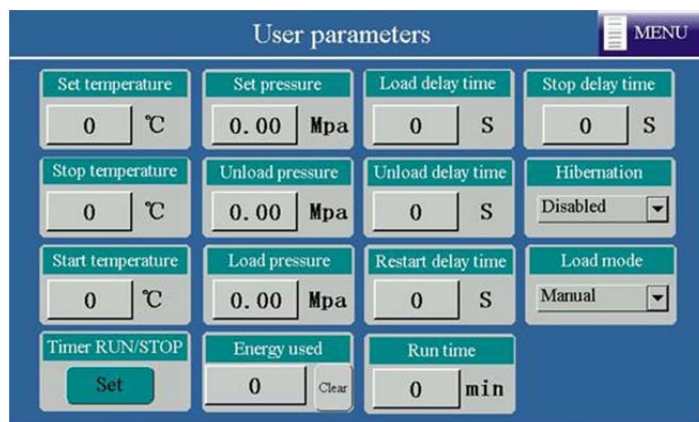 User parameters
MENU
Set temperature
0 ℃
Set pressure
0.00 Mpa
Load delay time
0 S
Stop delay time
0 S
Stop temperature
0 ℃
Unload pressure
0.00 Mpa
Unload delay time
0 S
Hibernation
Disabled
Start temperature
0 ℃
Load pressure
0.00 Mpa
Restart delay time
0 S
Load mode
Manual
Timer RUN/STOP
Set
Energy used
0 Clear
Run time
0 min